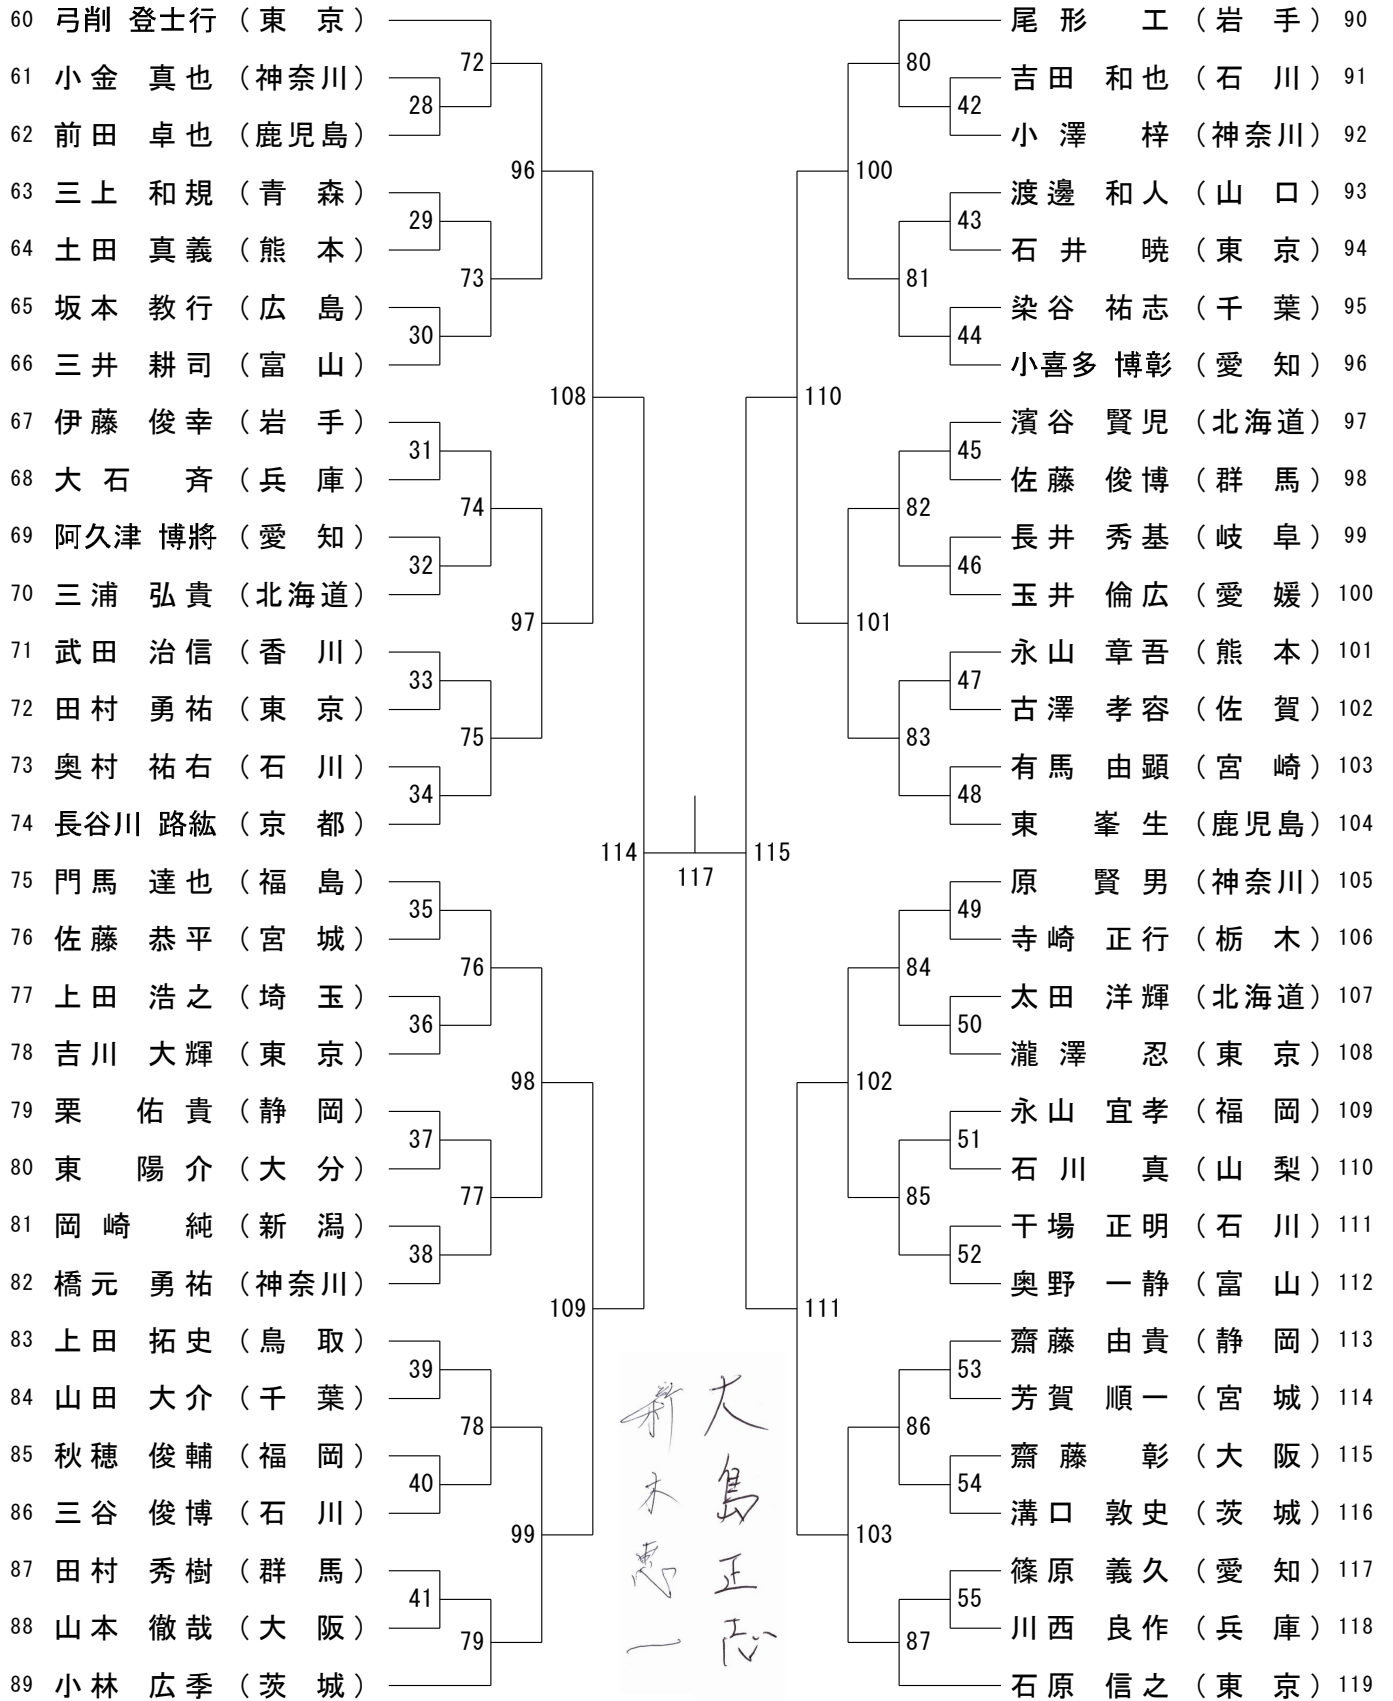 60 弓削 登士行 （東 京）
61 小金 真也 （神奈川）
62 前田 卓也 （鹿児島）
63 三上 和規 （青 森）
64 土田 真義 （熊 本）
65 坂本 教行 （広 島）
66 三井 耕司 （富 山）
67 伊藤 俊幸 （岩 手）
68 大石 斉 （兵 庫）
69 阿久津 博將 （愛 知）
70 三浦 弘貴 （北海道）
71 武田 治信 （香 川）
72 田村 勇祐 （東 京）
73 奥村 祐右 （石 川）
74 長谷川 路紘 （京 都）
75 門馬 達也 （福 島）
76 佐藤 恭平 （宮 城）
77 上田 浩之 （埼 玉）
78 吉川 大輝 （東 京）
79 栗 佑貴 （静 岡）
80 東 陽介 （大 分）
81 岡崎 純 （新 潟）
82 橋元 勇祐 （神奈川）
83 上田 拓史 （鳥 取）
84 山田 大介 （千 葉）
85 秋穂 俊輔 （福 岡）
86 三谷 俊博 （石 川）
87 田村 秀樹 （群 馬）
88 山本 徹哉 （大 阪）
89 小林 広季 （茨 城）
28
29
30
31
32
33
34
35
36
37
38
39
40
41
72
73
74
75
76
77
78
79
96
97
98
99
108
109
114
117
115
110
111
100
101
102
103
80
81
82
83
84
85
86
87
42
43
44
45
46
47
48
49
50
51
52
53
54
55
尾形 工 （岩 手） 90
吉田 和也 （石 川） 91
小澤 梓 （神奈川） 92
渡邊 和人 （山 口） 93
石井 暁 （東 京） 94
染谷 祐志 （千 葉） 95
小喜多 博彰 （愛 知） 96
濱谷 賢児 （北海道） 97
佐藤 俊博 （群 馬） 98
長井 秀基 （岐 阜） 99
玉井 倫広 （愛 媛） 100
永山 章吾 （熊 本） 101
古澤 孝容 （佐 賀） 102
有馬 由顕 （宮 崎） 103
東 峯生 （鹿児島） 104
原 賢男 （神奈川） 105
寺崎 正行 （栃 木） 106
太田 洋輝 （北海道） 107
瀧澤 忍 （東 京） 108
永山 宜孝 （福 岡） 109
石川 真 （山 梨） 110
干場 正明 （石 川） 111
奥野 一静 （富 山） 112
齋藤 由貴 （静 岡） 113
芳賀 順一 （宮 城） 114
齋藤 彰 （大 阪） 115
溝口 敦史 （茨 城） 116
篠原 義久 （愛 知） 117
川西 良作 （兵 庫） 118
石原 信之 （東 京） 119
大島正志
新木恵一